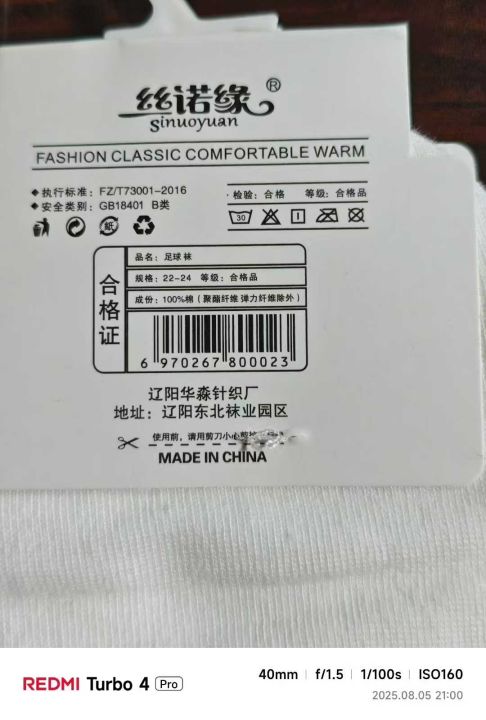 丝诺缘®
sinuoyuan
FASHION CLASSIC COMFORTABLE WARM
◆执行标准：FZ/T73001-2016
◆安全类别：GB18401 B类
·检验：合格 等级：合格品
30
合格证
品名：足球袜
规格：22-24 等级：合格品
成份：100%棉（聚酯纤维 弹力纤维除外）
6 970267 800023
辽阳华淼针织厂
地址：辽阳东北袜业园区
使用前，请用剪刀小心剪
MADE IN CHINA
REDMI Turbo 4 Pro
40mm | f/1.5 | 1/100s | ISO160
2025.08.05 21:00